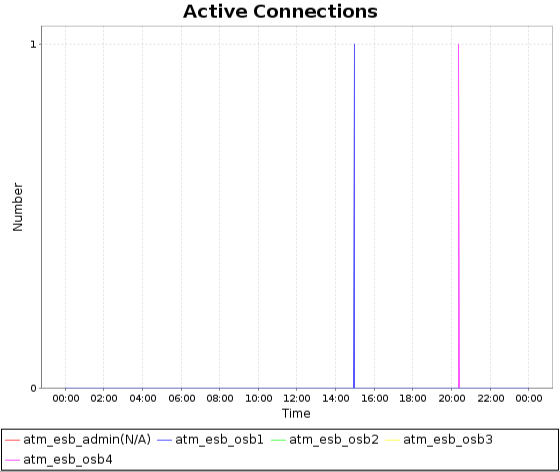 Active Connections
1
Number
0
00:00 02:00 04:00 06:00 08:00 10:00 12:00 14:00 16:00 18:00 20:00 22:00 00:00
Time
atm_esb_admin(N/A) atm_esb_osb1 atm_esb_osb2 atm_esb_osb3
atm_esb_osb4